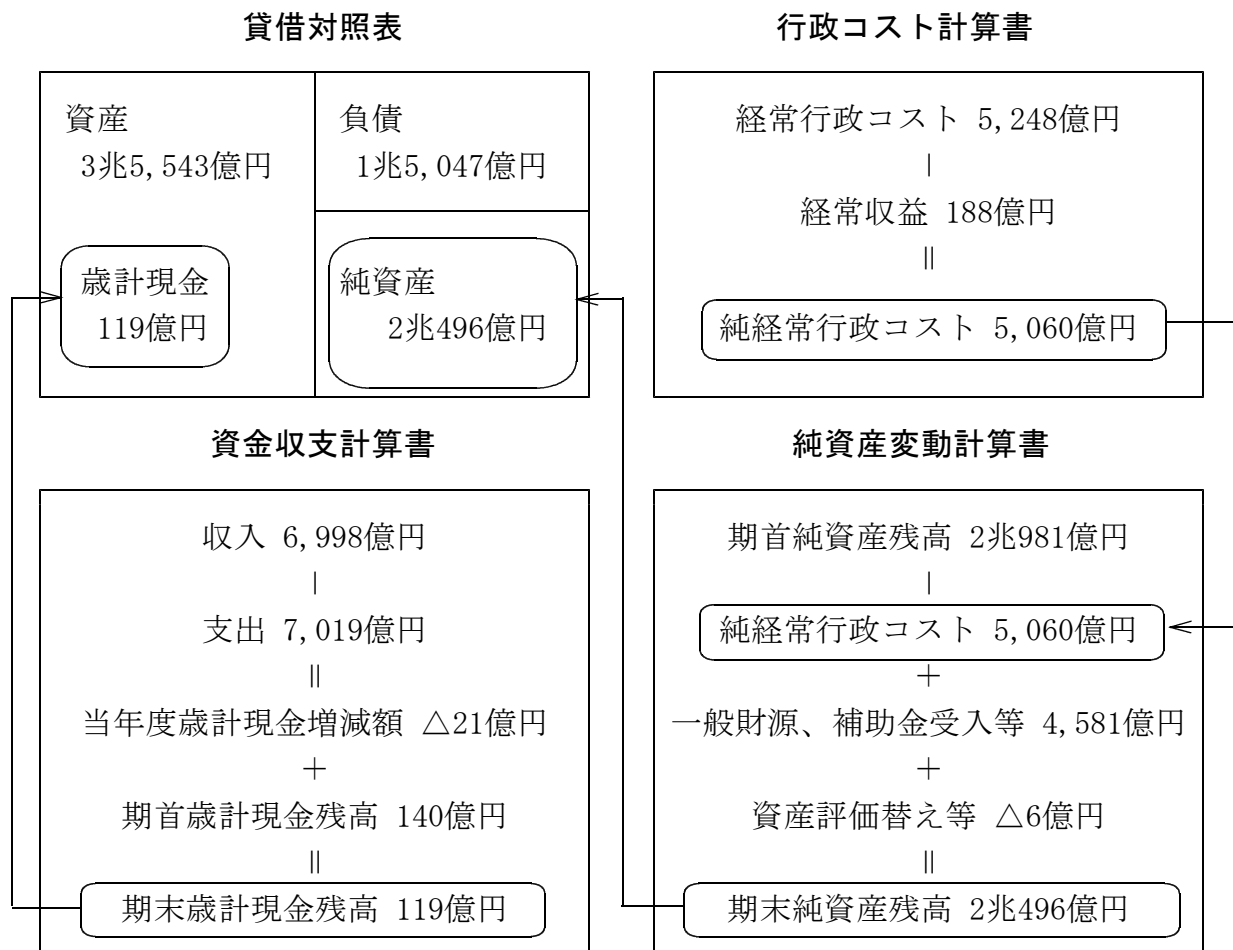 貸借対照表
資産
3兆5,543億円
負債
1兆5,047億円
歳計現金
119億円
純資産
2兆496億円
行政コスト計算書
経常行政コスト 5,248億円
－
経常収益 188億円
＝
純経常行政コスト 5,060億円
資金収支計算書
収入 6,998億円
－
支出 7,019億円
＝
当年度歳計現金増減額 △21億円
＋
期首歳計現金残高 140億円
＝
期末歳計現金残高 119億円
純資産変動計算書
期首純資産残高 2兆981億円
－
純経常行政コスト 5,060億円
＋
一般財源、補助金受入等 4,581億円
＋
資産評価替え等 △6億円
＝
期末純資産残高 2兆496億円